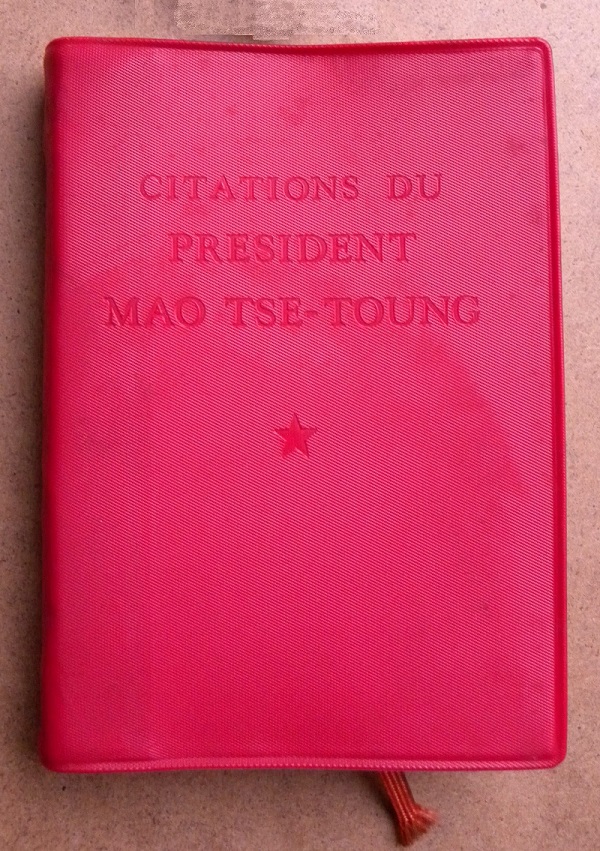 CITATIONS DU
PRESIDENT
MAO TSE-TOUNG